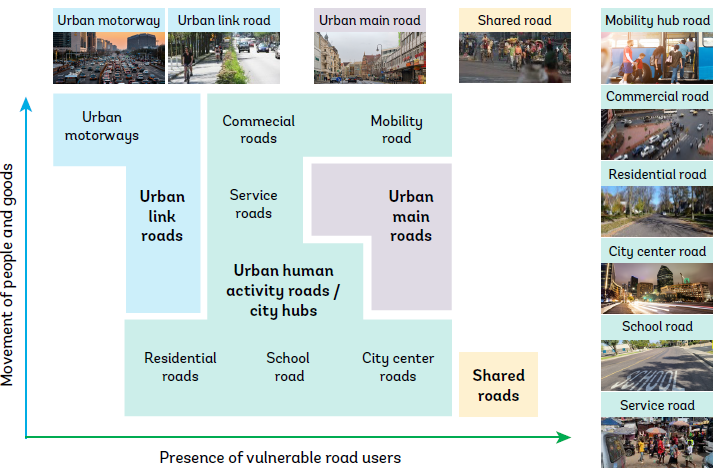 Urban motorway
Urban link road
Urban main road
Shared road
Mobility hub road
Commercial road
Residential road
City center road
School road
Service road
Movement of people and goods
Urban
motorways
Commecial
roads
Mobility
road
Urban
link
roads
Service
roads
Urban
main
roads
Urban human
activity roads /
city hubs
Residential
roads
School
road
City center
roads
Shared
roads
Presence of vulnerable road users
SCHOOL